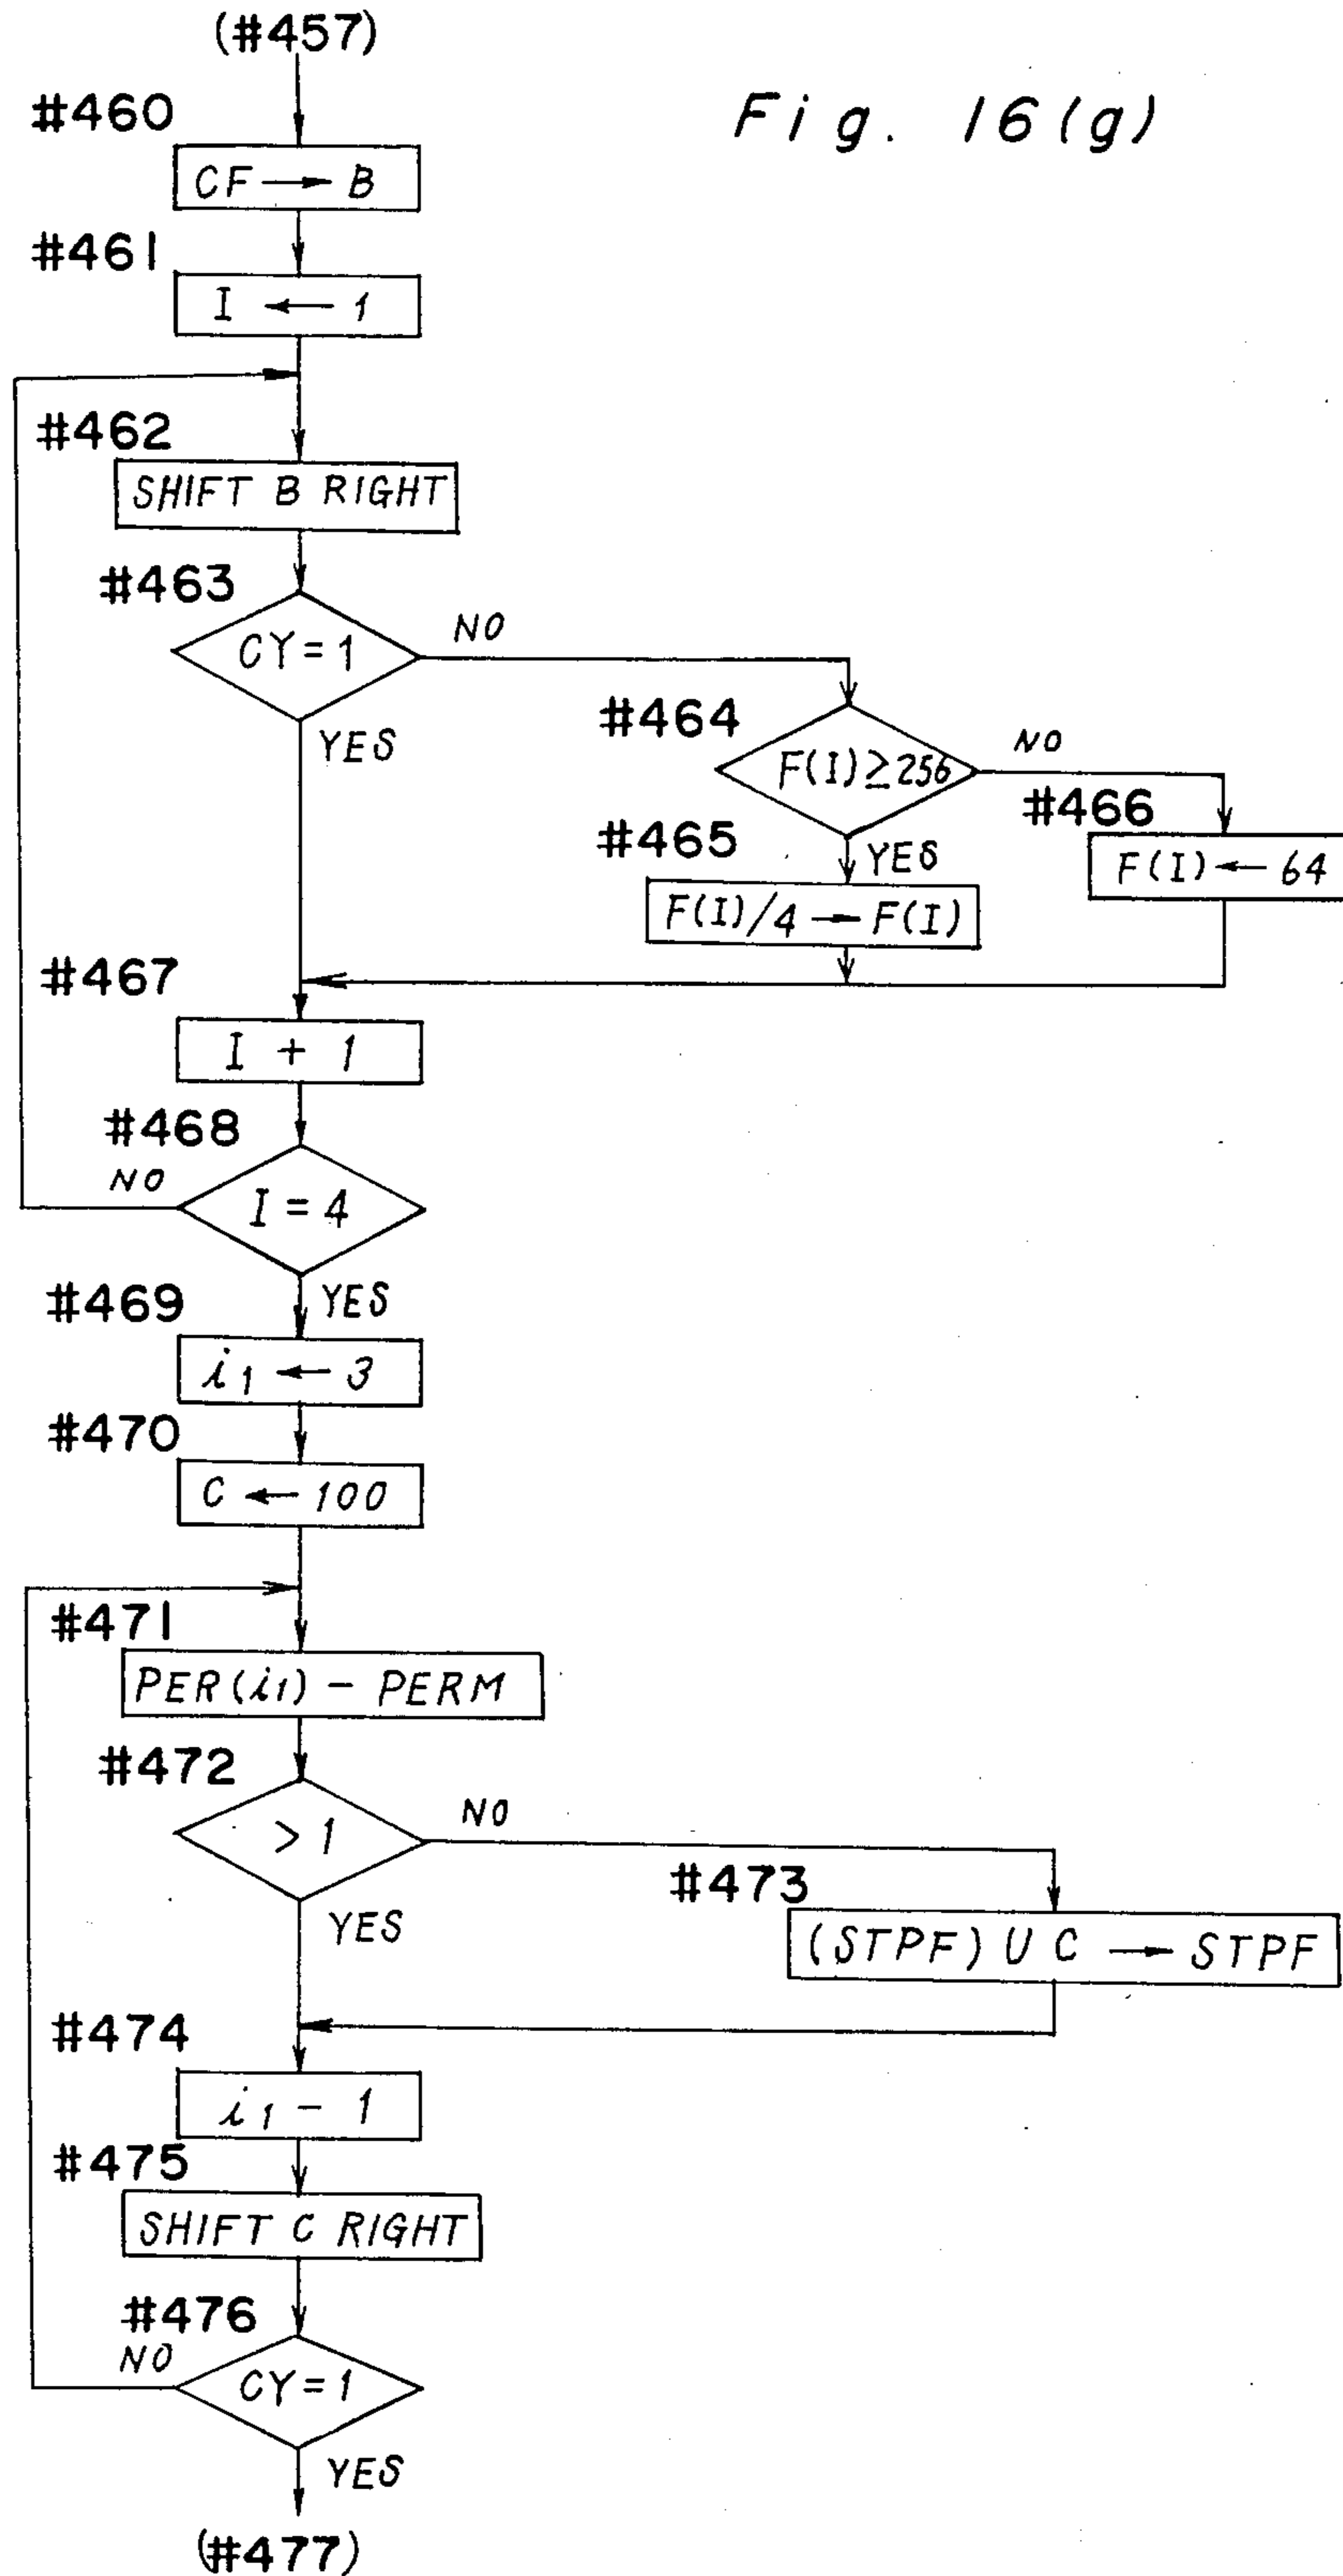 (#457)
Fig. 16(g)
#460
CF → B
#461
I ← 1
#462
SHIFT B RIGHT
#463
CY = 1
NO
YES
#464
F(I) ≥ 256
NO
#465
YES
F(I)/4 → F(I)
#466
F(I) ← 64
#467
I + 1
#468
NO
I = 4
#469
YES
i1 ← 3
#470
C ← 100
#471
PER(i1) - PERM
#472
> 1
NO
YES
#473
(STPF) U C → STPF
#474
i1 - 1
#475
SHIFT C RIGHT
#476
NO
CY = 1
YES
(#477)